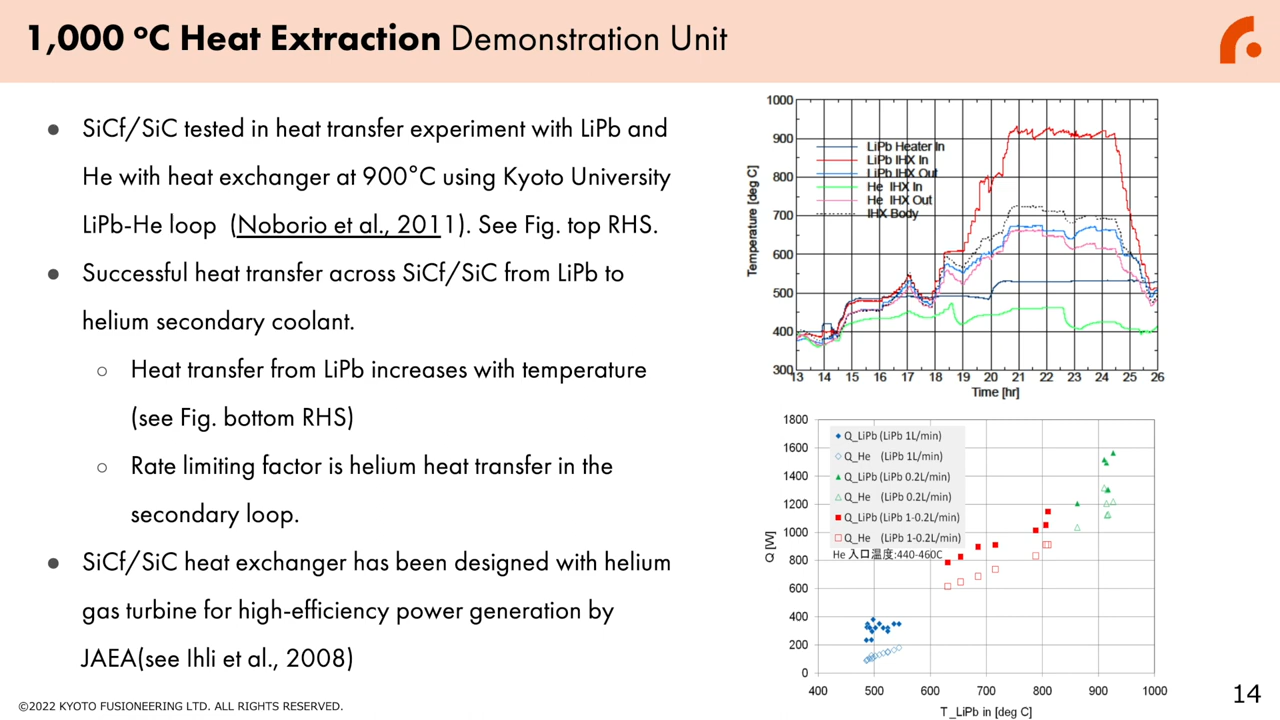 1,000 ºC Heat Extraction Demonstration Unit
● SiCf/SiC tested in heat transfer experiment with LiPb and
He with heat exchanger at 900°C using Kyoto University
LiPb-He loop (Noborio et al., 2011). See Fig. top RHS.
● Successful heat transfer across SiCf/SiC from LiPb to
helium secondary coolant.
○ Heat transfer from LiPb increases with temperature
(see Fig. bottom RHS)
○ Rate limiting factor is helium heat transfer in the
secondary loop.
● SiCf/SiC heat exchanger has been designed with helium
gas turbine for high-efficiency power generation by
JAEA(see Ihli et al., 2008)
1000
900
800
700
600
500
400
300
Temperature [deg C]
LiPb Heater In
LiPb IHX In
LiPb IHX Out
He IHX In
He IHX Out
IHX Body
13 14 15 16 17 18 19 20 21 22 23 24 25 26
Time [hr]
1800
1600
1400
1200
1000
800
600
400
200
0
Q [W]
Q_LiPb (LiPb 1L/min)
Q_He (LiPb 1L/min)
Q_LiPb (LiPb 0.2L/min)
Q_He (LiPb 0.2L/min)
Q_LiPb (LiPb 1-0.2L/min)
Q_He (LiPb 1-0.2L/min)
He 入口温度:440-460C
400 500 600 700 800 900 1000
T_LiPb in [deg C]
©2022 KYOTO FUSIONEERING LTD. ALL RIGHTS RESERVED.
14